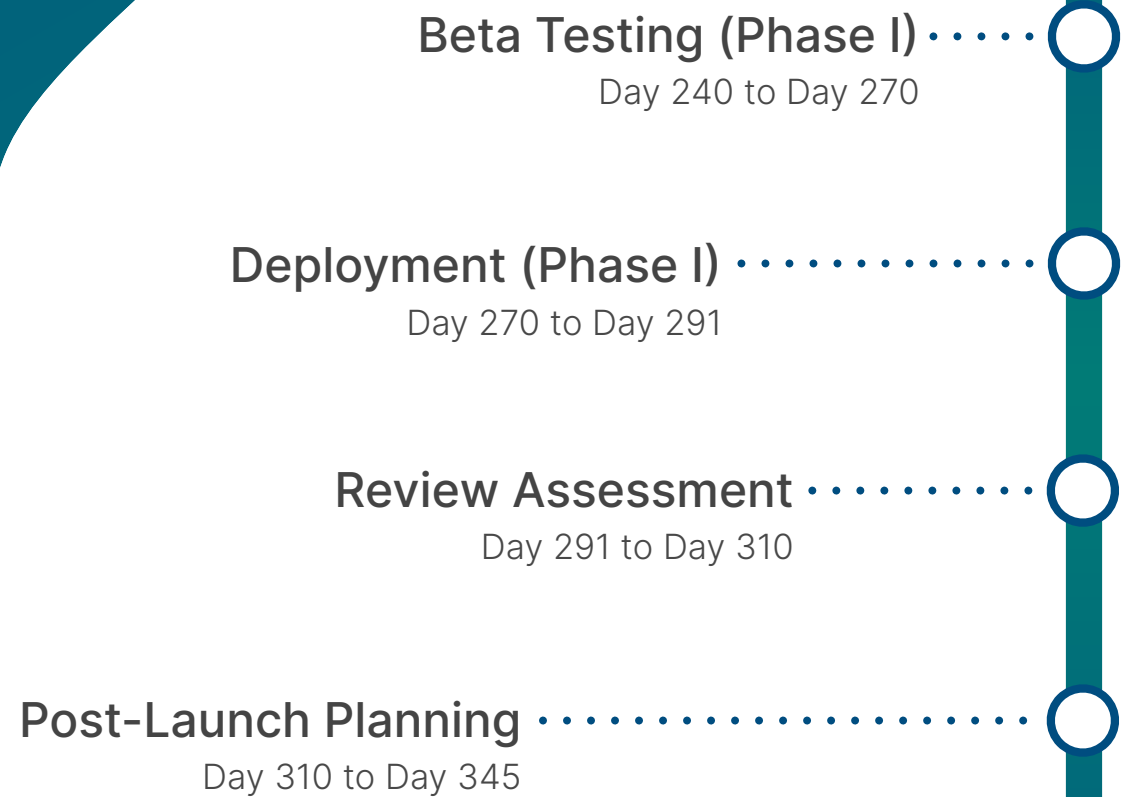 Beta Testing (Phase I)
Day 240 to Day 270
Deployment (Phase I)
Day 270 to Day 291
Review Assessment
Day 291 to Day 310
Post-Launch Planning
Day 310 to Day 345